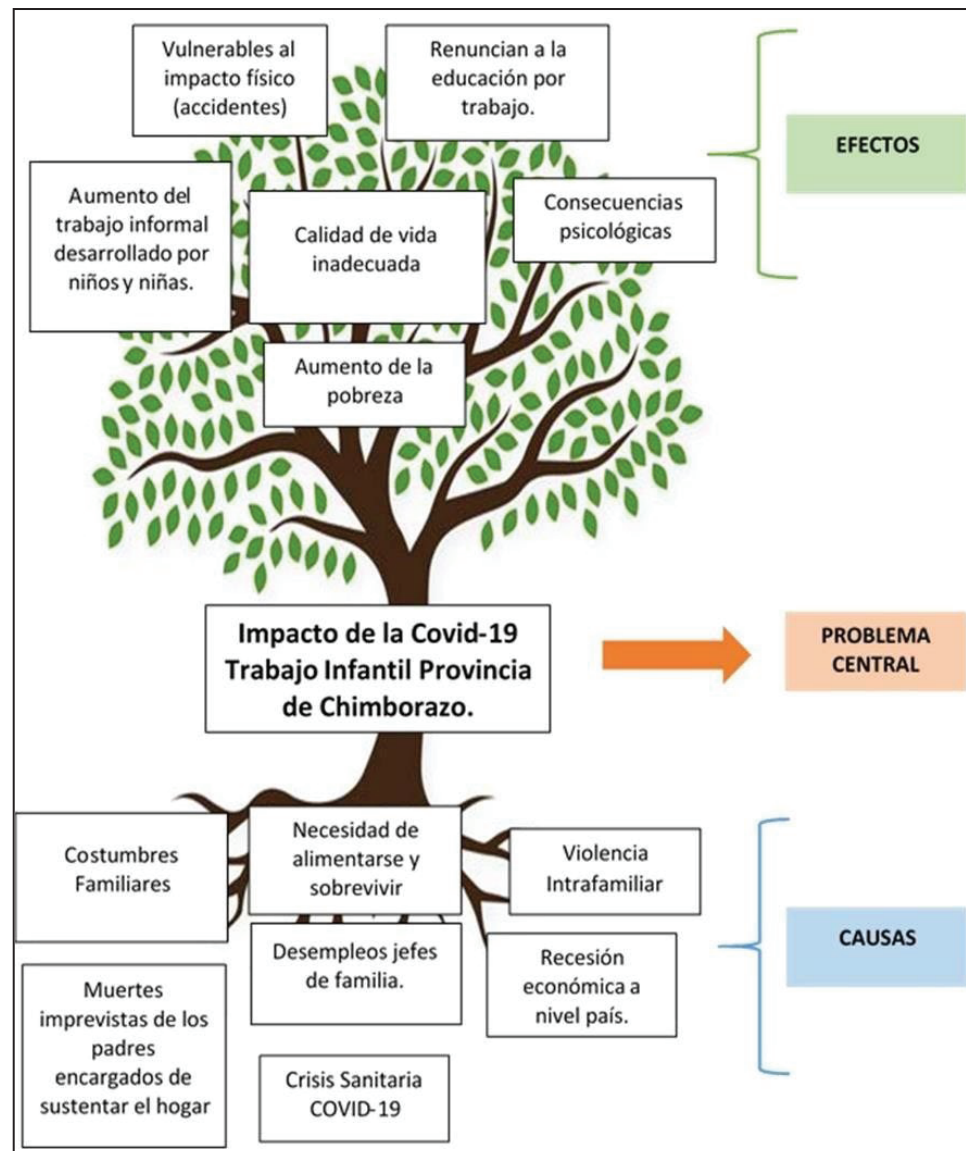 Vulnerables al
impacto físico
(accidentes)
Renuncian a la
educación por
trabajo.
EFECTOS
Aumento del
trabajo informal
desarrollado por
niños y niñas.
Calidad de vida
inadecuada
Consecuencias
psicológicas
Aumento de la
pobreza
Impacto de la Covid-19
Trabajo Infantil Provincia
de Chimborazo.
PROBLEMA
CENTRAL
Costumbres
Familiares
Necesidad de
alimentarse y
sobrevivir
Violencia
Intrafamiliar
CAUSAS
Desempleos jefes
de familia.
Recesión
económica a
nivel país.
Muertes
imprevistas de los
padres
encargados de
sustentar el hogar
Crisis Sanitaria
COVID-19